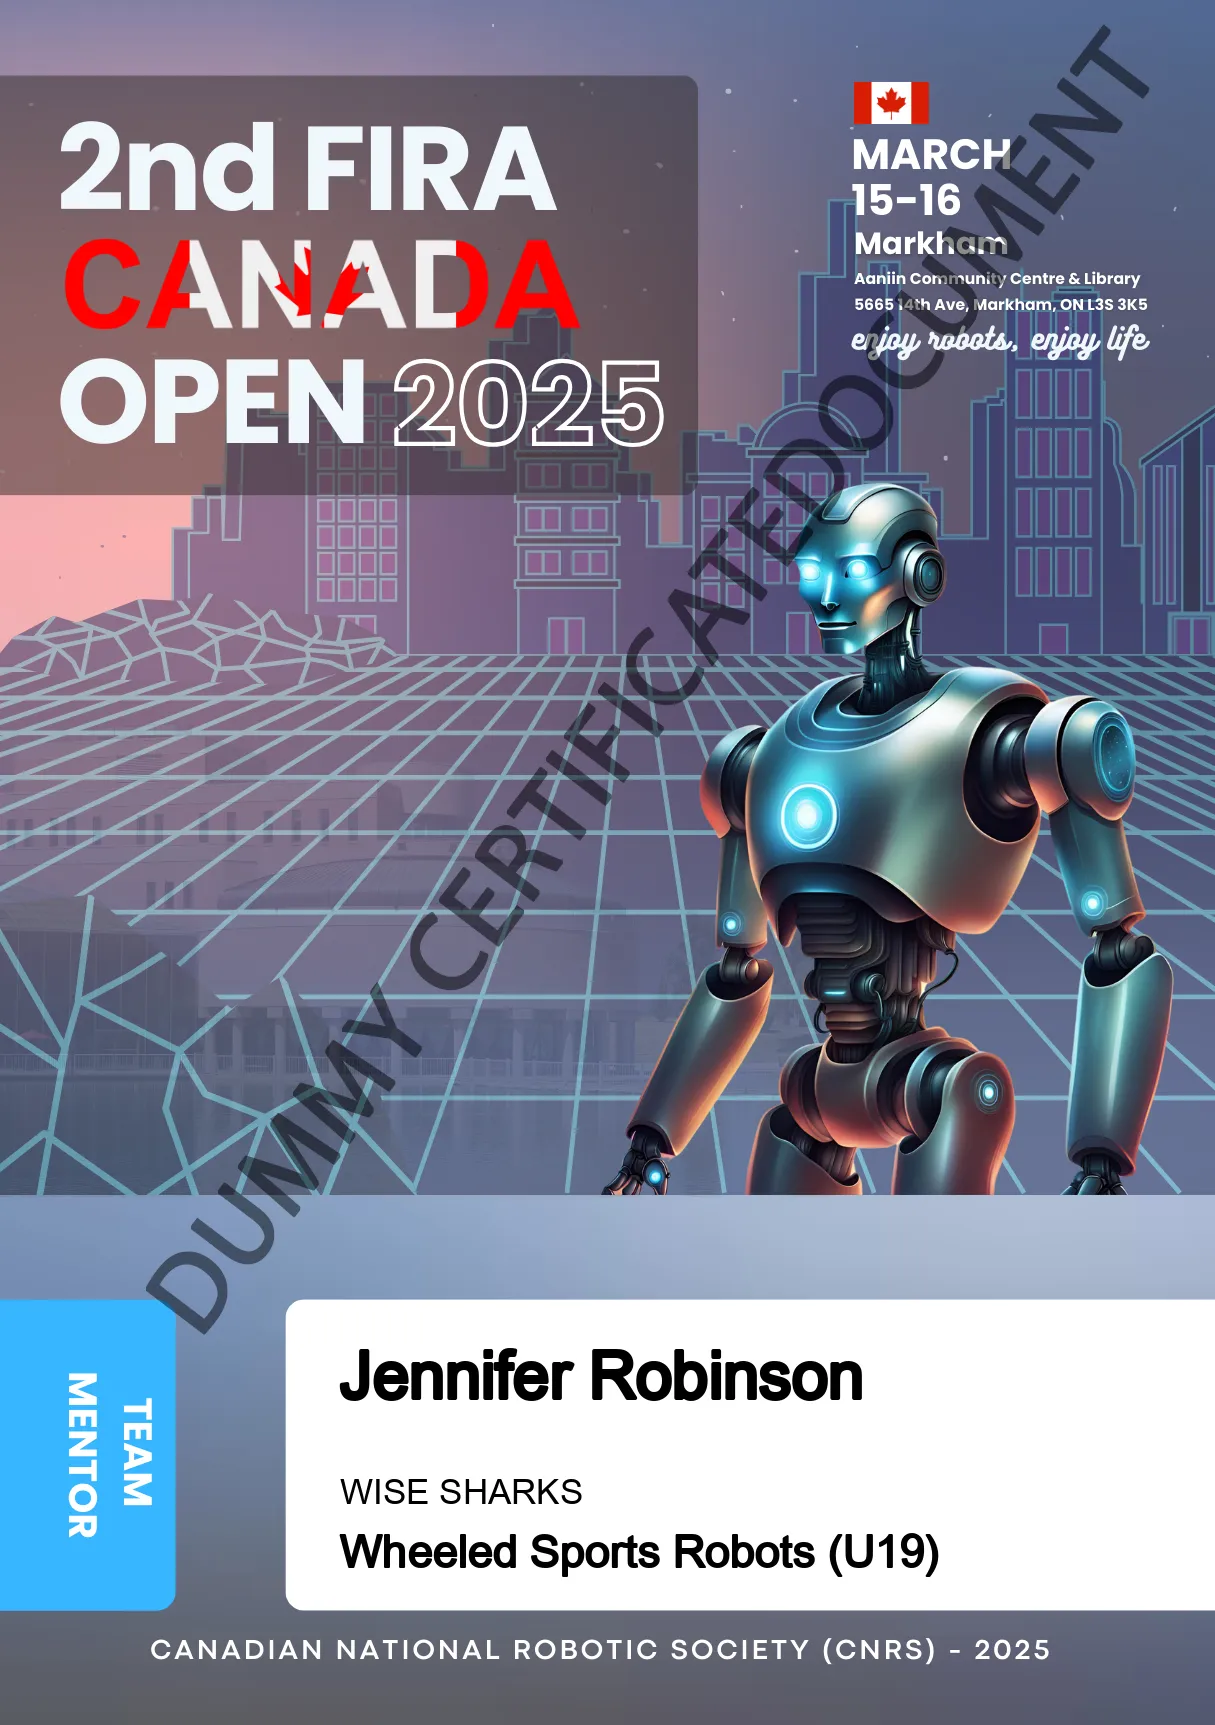 2nd FIRA
CANADA
OPEN 2025
MARCH
15-16
Markham
Aaniin Community Centre & Library
5665 14th Ave, Markham, ON L3S 3K5
enjoy robots, enjoy life
DUMMY CERTIFICATEDOCUMENT
TEAM
MENTOR
Jennifer Robinson
WISE SHARKS
Wheeled Sports Robots (U19)
CANADIAN NATIONAL ROBOTIC SOCIETY (CNRS) - 2025